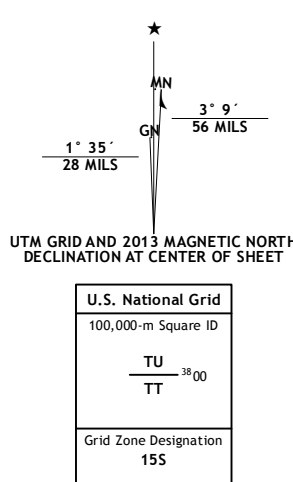 ★
MN
3° 9´
56 MILS
GN
1° 35´
28 MILS
UTM GRID AND 2013 MAGNETIC NORTH
DECLINATION AT CENTER OF SHEET
U.S. National Grid
100,000-m Square ID
TU
3800
TT
Grid Zone Designation
15S